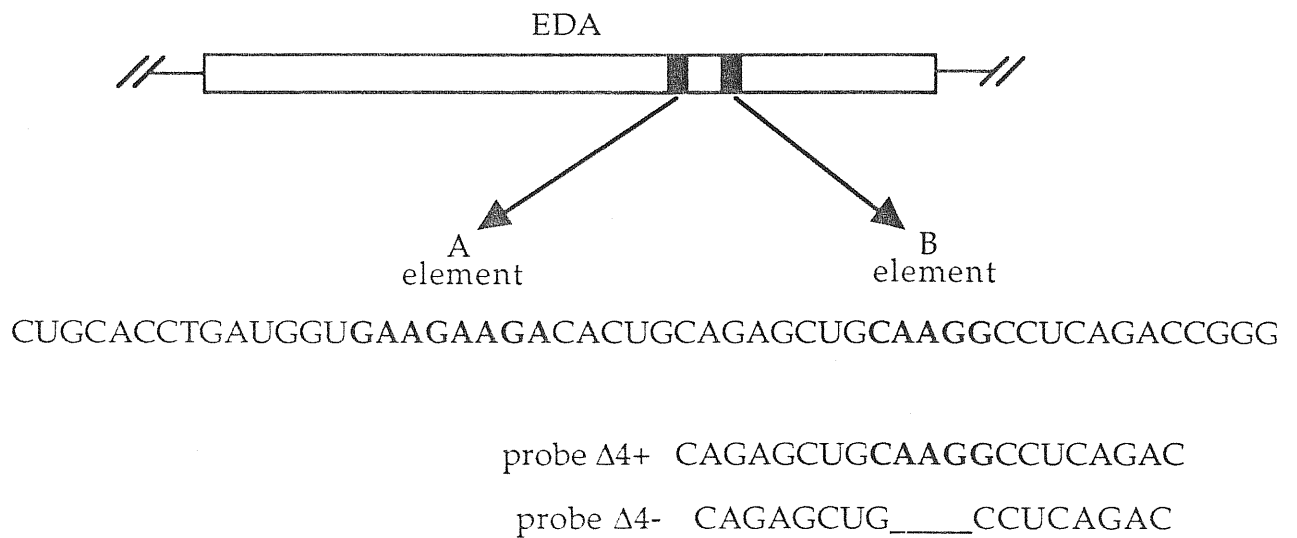 EDA
A element
B element
CUGCACCTGAUGGUGAAGAAGACACUGCAGAGCUGCAAGGCCUCAGACCGGG
probe Δ4+ CAGAGCUGCAAGGCCUCAGAC
probe Δ4- CAGAGCUG_____CCUCAGAC